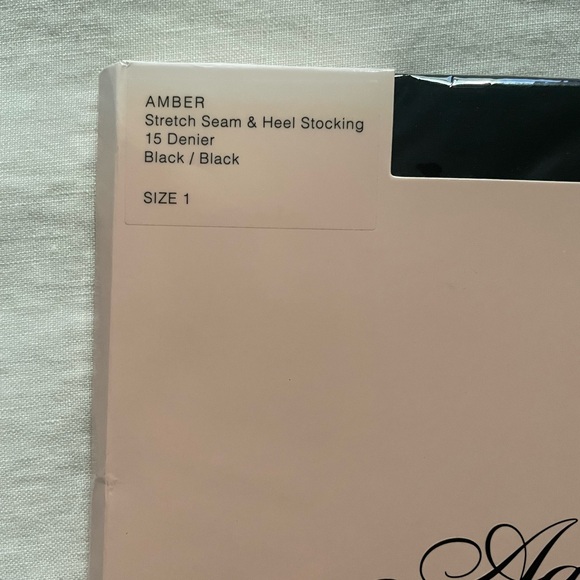 AMBER
Stretch Seam & Heel Stocking
15 Denier
Black / Black
SIZE 1